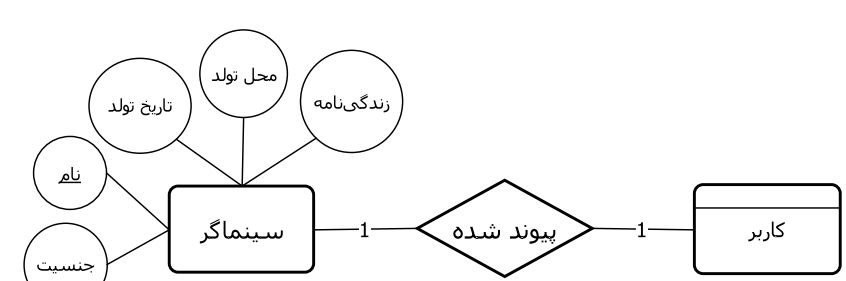 محل تولد
زندگی‌نامه
تاریخ تولد
نام
سینماگر
1
پیوند شده
1
کاربر
جنسیت